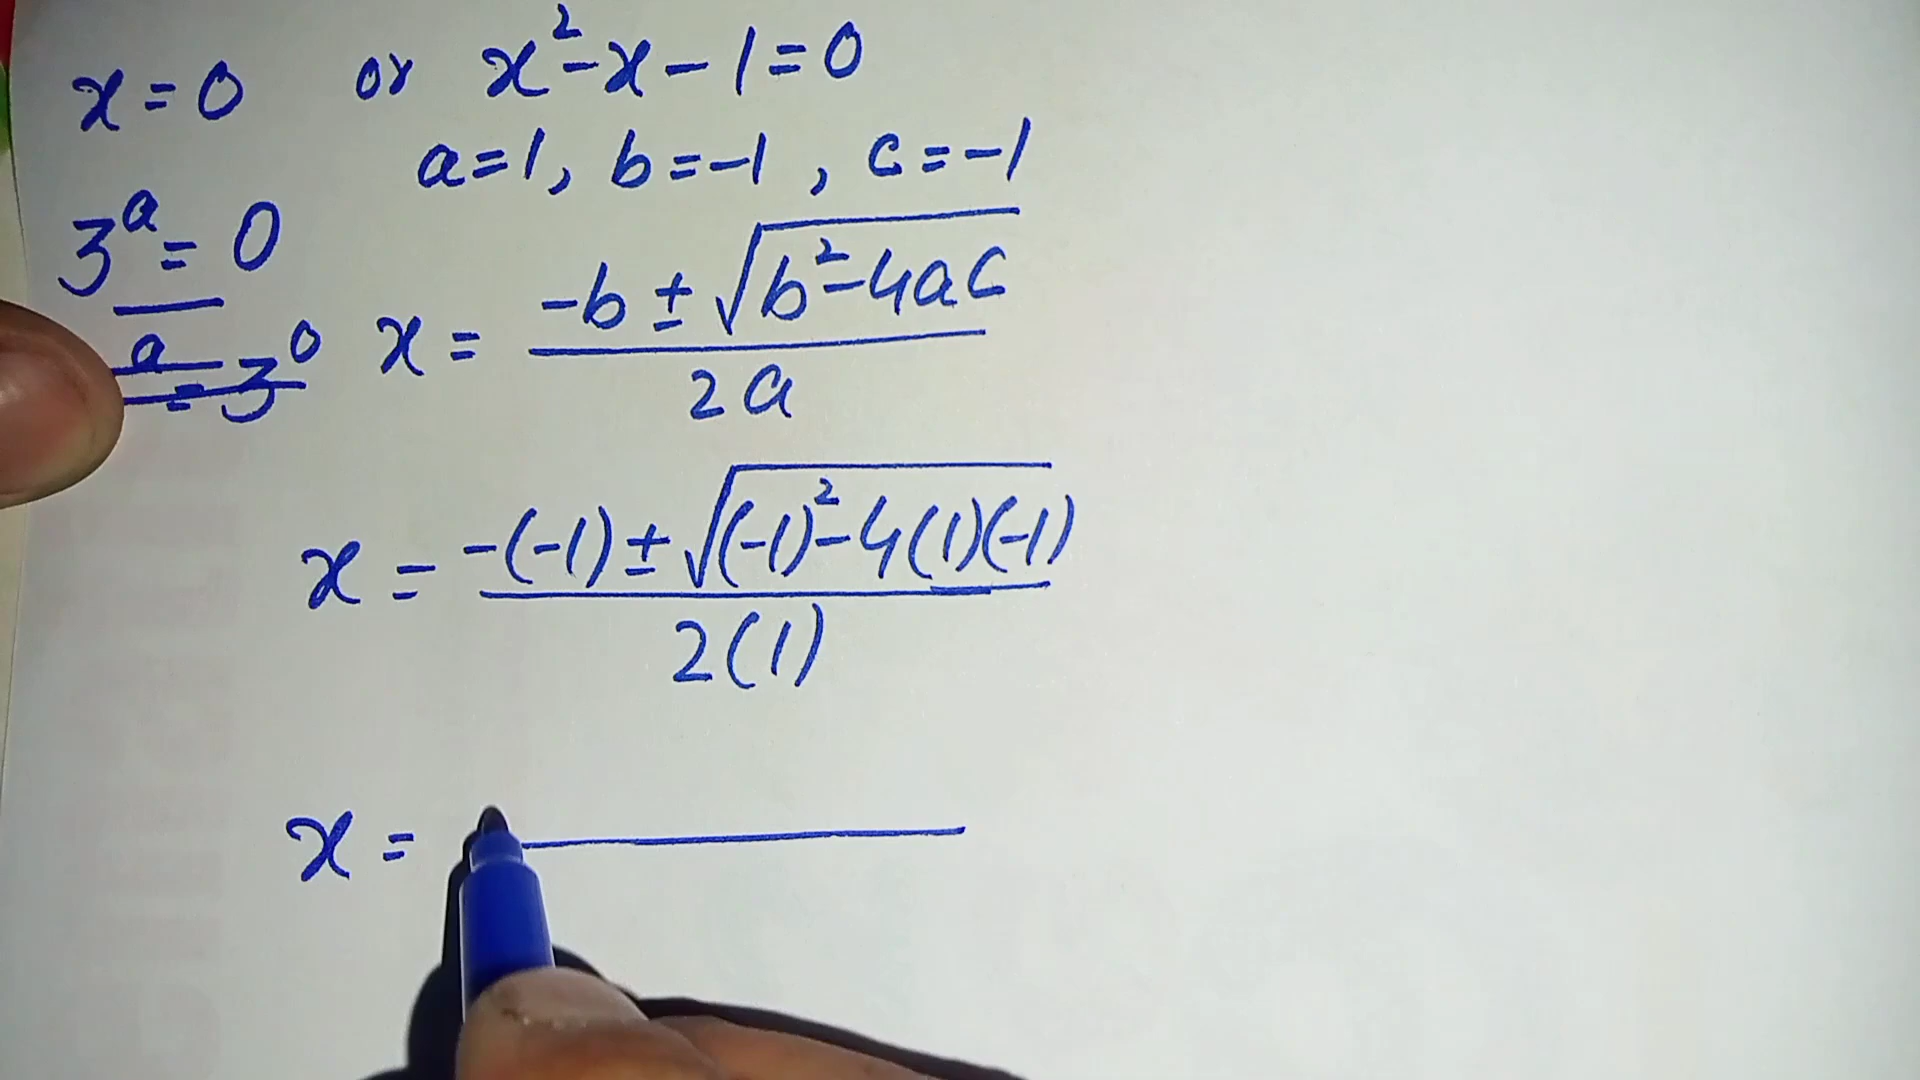 x=0 or x²-x-1=0
a=1, b=-1, c=-1
3ᵃ=0
a=3⁰
x= -b±√b²-4ac / 2a
x= -(-1)±√(-1)²-4(1)(-1) / 2(1)
x=